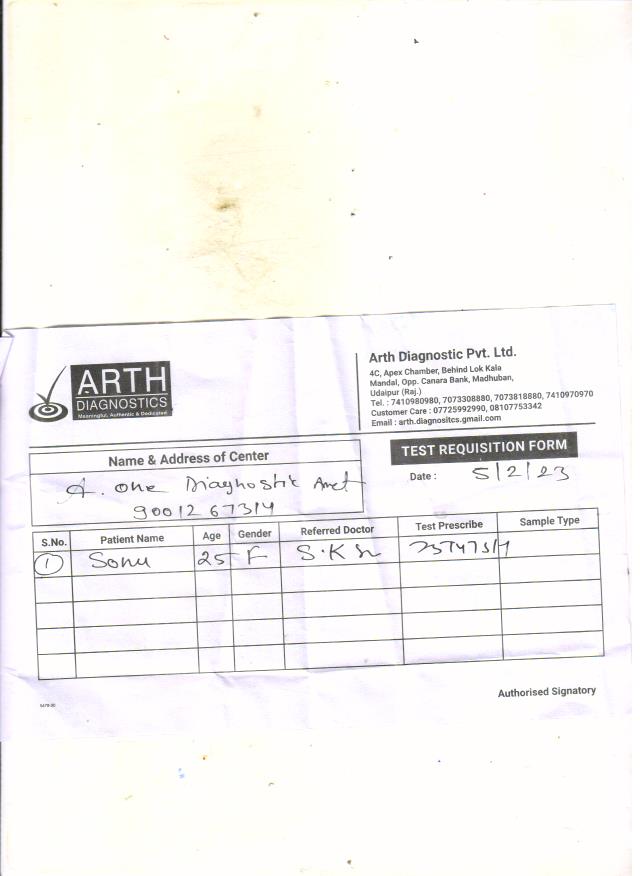 ARTH
DIAGNOSTICS
Meaningful, Authentic & Dedicated
Arth Diagnostic Pvt. Ltd.
4C, Apex Chamber, Behind Lok Kala
Mandal, Opp. Canara Bank, Madhuban,
Udaipur (Raj.)
Tel. : 7410980980, 7073308880, 7073818880, 7410970970
Customer Care : 07725992990, 08107753342
Email : arth.diagnositcs.gmail.com
Name & Address of Center
A. one Diagnostic Amet
9001267314
TEST REQUISITION FORM
Date : 5/2/23
S.No. Patient Name Age Gender Referred Doctor Test Prescribe Sample Type
1 Sonu 25 F S.K
Authorised Signatory